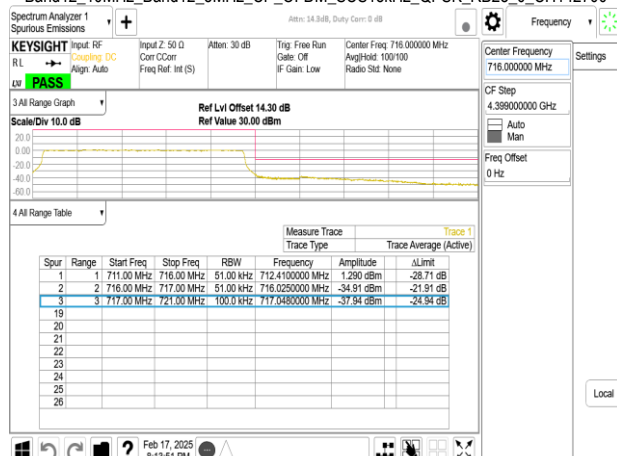 Spectrum Analyzer 1
Spurious Emissions
Attn: 14.3dB, Duty Corr: 0 dB
Frequency
KEYSIGHT
RL
Input: RF
Coupling: DC
Align: Auto
Input Z: 50 Ω
Corr CCorr
Freq Ref: Int (S)
Atten: 30 dB
Trig: Free Run
Gate: Off
IF Gain: Low
Center Freq: 716.000000 MHz
Avg|Hold: 100/100
Radio Std: None
PASS
Center Frequency
716.000000 MHz
Settings
CF Step
4.399000000 GHz
Auto
Man
Freq Offset
0 Hz
3 All Range Graph
Scale/Div 10.0 dB
Ref Lvl Offset 14.30 dB
Ref Value 30.00 dBm
20.0
0.00
-20.0
-40.0
-60.0
4 All Range Table
Measure Trace Trace 1
Trace Type Trace Average (Active)
Spur Range Start Freq Stop Freq RBW Frequency Amplitude ΔLimit
1 1 711.00 MHz 716.00 MHz 51.00 kHz 712.4100000 MHz 1.290 dBm -28.71 dB
2 2 716.00 MHz 717.00 MHz 51.00 kHz 716.0250000 MHz -34.91 dBm -21.91 dB
3 3 717.00 MHz 721.00 MHz 100.0 kHz 717.0480000 MHz -37.94 dBm -24.94 dB
19
20
21
22
23
24
25
26
Local
Feb 17, 2025